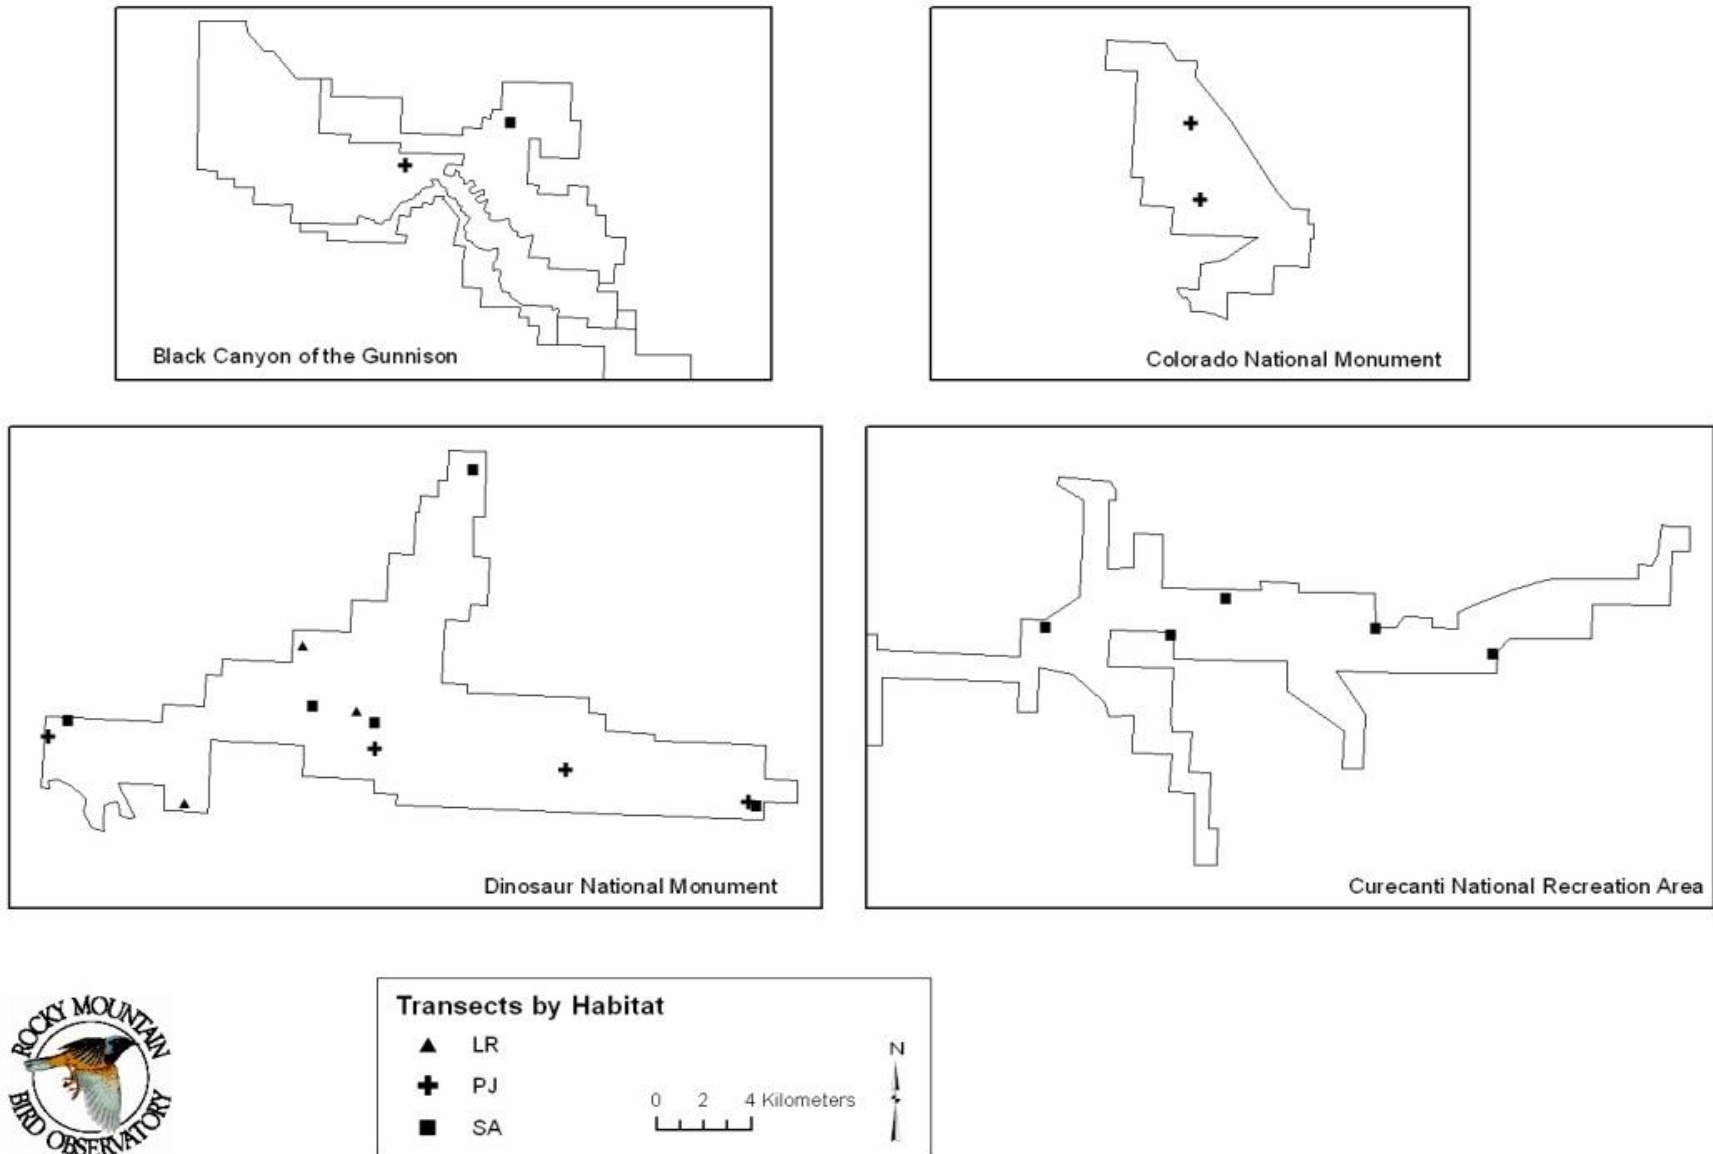 Black Canyon of the Gunnison
Colorado National Monument
Dinosaur National Monument
Curecanti National Recreation Area
ROCKY MOUNTAIN
BIRD OBSERVATORY
Transects by Habitat
LR
PJ
SA
0 2 4 Kilometers
N